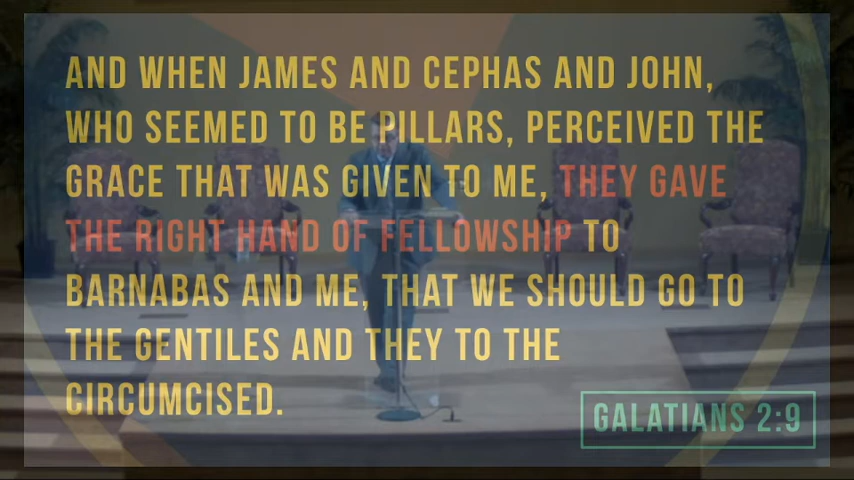 AND WHEN JAMES AND CEPHAS AND JOHN,
WHO SEEMED TO BE PILLARS, PERCEIVED THE
GRACE THAT WAS GIVEN TO ME, THEY GAVE
THE RIGHT HAND OF FELLOWSHIP TO
BARNABAS AND ME, THAT WE SHOULD GO TO
THE GENTILES AND THEY TO THE
CIRCUMCISED.
GALATIANS 2:9